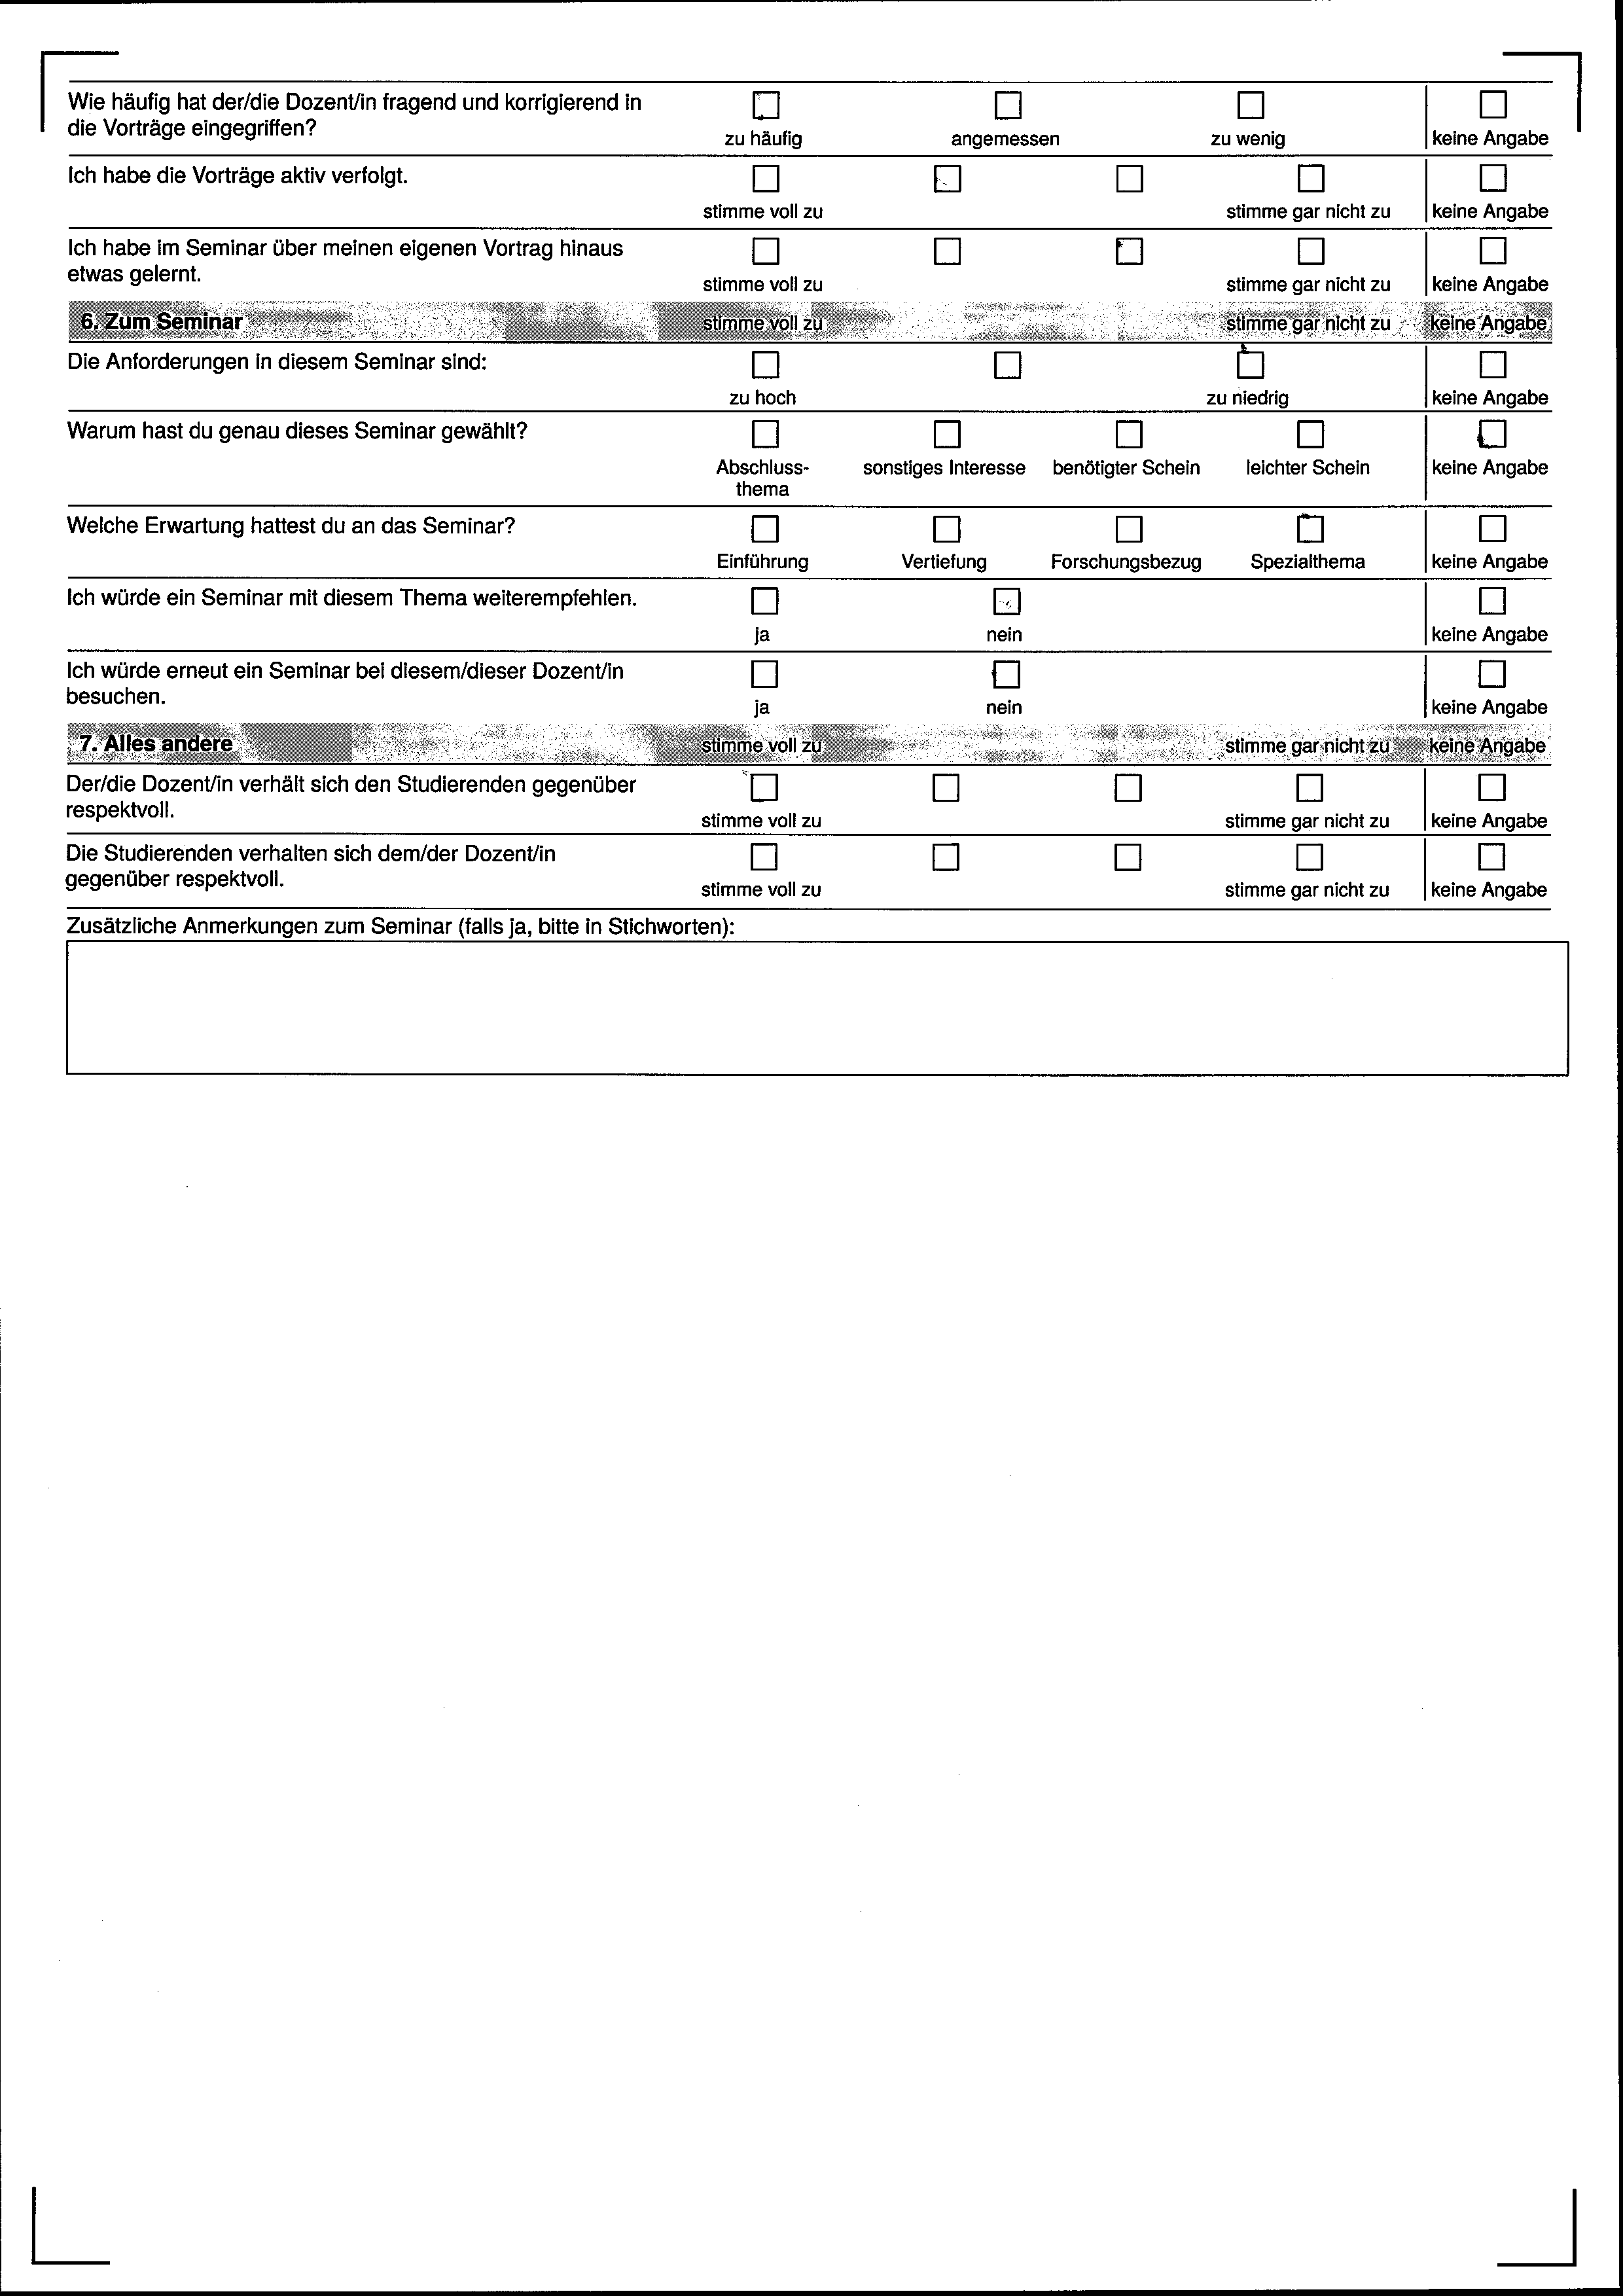 Wie häufig hat der/die Dozent/in fragend und korrigierend in
die Vorträge eingegriffen?
zu häufig angemessen zu wenig keine Angabe
Ich habe die Vorträge aktiv verfolgt.
stimme voll zu stimme gar nicht zu keine Angabe
Ich habe im Seminar über meinen eigenen Vortrag hinaus
etwas gelernt.
stimme voll zu stimme gar nicht zu keine Angabe
6. Zum Seminar stimme voll zu stimme gar nicht zu keine Angabe
Die Anforderungen in diesem Seminar sind:
zu hoch zu niedrig keine Angabe
Warum hast du genau dieses Seminar gewählt?
Abschluss- sonstiges Interesse benötigter Schein leichter Schein keine Angabe
thema
Welche Erwartung hattest du an das Seminar?
Einführung Vertiefung Forschungsbezug Spezialthema keine Angabe
Ich würde ein Seminar mit diesem Thema weiterempfehlen.
ja nein keine Angabe
Ich würde erneut ein Seminar bei diesem/dieser Dozent/in
besuchen.
ja nein keine Angabe
7. Alles andere stimme voll zu stimme gar nicht zu keine Angabe
Der/die Dozent/in verhält sich den Studierenden gegenüber
respektvoll.
stimme voll zu stimme gar nicht zu keine Angabe
Die Studierenden verhalten sich dem/der Dozent/in
gegenüber respektvoll.
stimme voll zu stimme gar nicht zu keine Angabe
Zusätzliche Anmerkungen zum Seminar (falls ja, bitte in Stichworten):